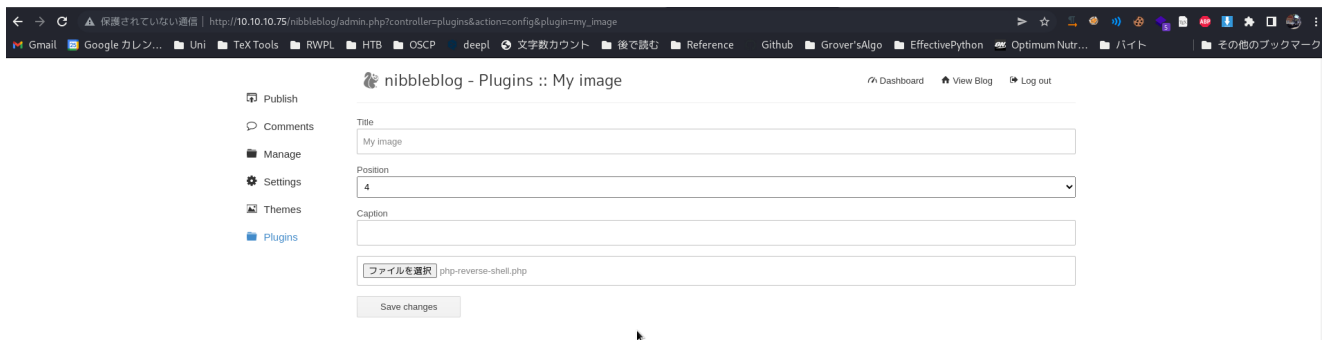 保護されていない通信 | http://10.10.10.75/nibbleblog/admin.php?controller=plugins&action=config&plugin=my_image
Gmail Google カレン... Uni TeX Tools RWPL HTB OSCP deepl 文字数カウント 後で読む Reference Github Grover'sAlgo EffectivePython Optimum Nutr... バイト その他のブックマーク
nibbleblog - Plugins :: My image Dashboard View Blog Log out
Publish
Comments
Manage
Settings
Themes
Plugins
Title
My image
Position
4
Caption
ファイルを選択 php-reverse-shell.php
Save changes